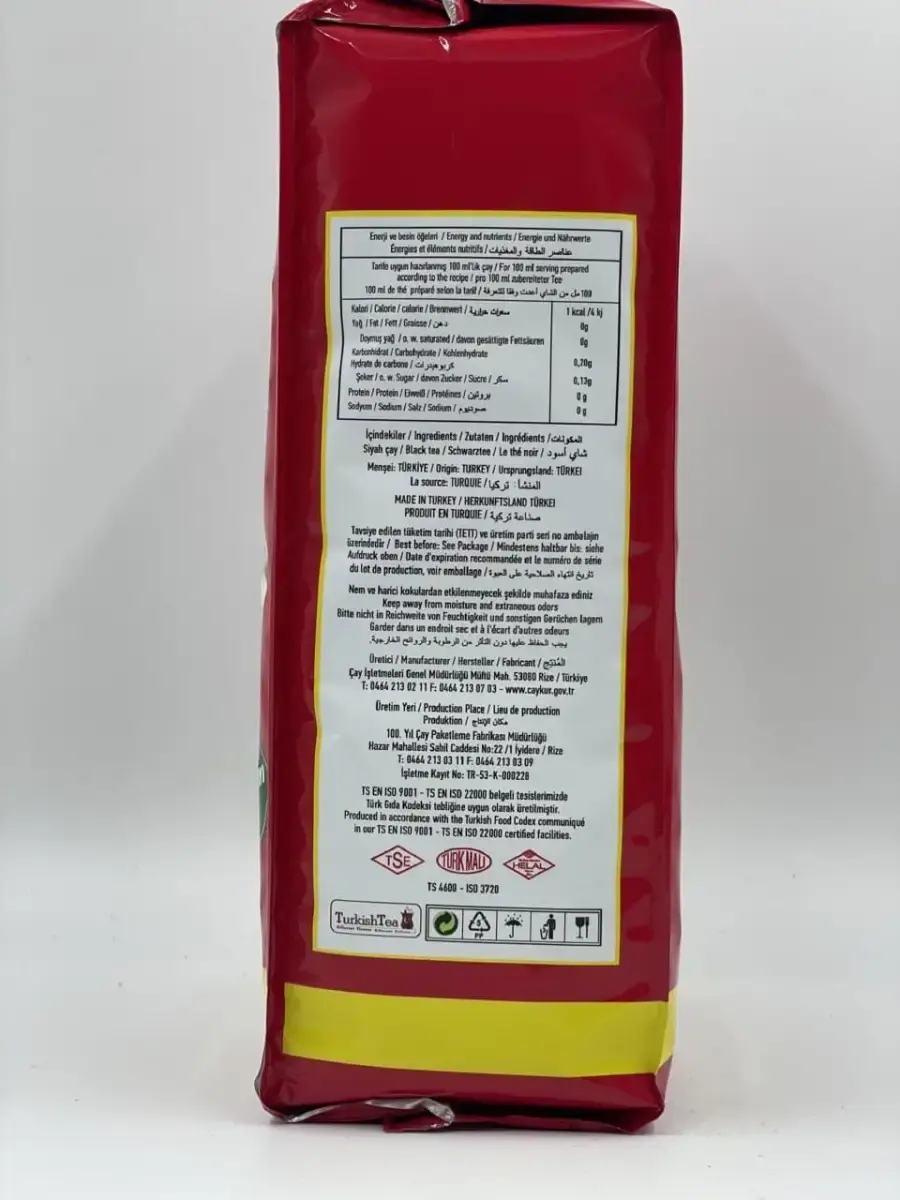 Enerji ve besin öğeleri / Energy and nutrients / Energie und Nährwerte
Énergies et éléments nutritifs / عناصر الطاقة والمغذيات
Tarife uygun hazırlanmış 100 ml'lik çay / For 100 ml serving prepared
according to the recipe / pro 100 ml zubereiteter Tee
100 ml de thé préparé selon la tarif / 100 مل من الشاي أعدت وفقا للتعرفة
Kalori / Calorie / calorie / Brennwert / سعرات حرارية 1 kcal /4 kj
Yağ / Fat / Fett / Graisse / دهن 0g
Doymuş yağ / o. w. saturated / davon gesättigte Fettsäuren 0g
Karbonhidrat / Carbohydrate / Kohlenhydrate
Hydrate de carbone / كربوهيدرات 0,20g
Şeker / o. w. Sugar / davon Zucker / Sucre / سكر 0,13g
Protein / Protein / Eiweiß / Protéines / بروتين 0 g
Sodyum / Sodium / Salz / Sodium / صوديوم 0 g
İçindekiler / Ingredients / Zutaten / Ingrédients / المكونات
Siyah çay / Black tea / Schwarztee / Le thé noir / شاي أسود
Menşei: TÜRKİYE / Origin: TURKEY / Ursprungsland: TÜRKEI
La source: TURQUIE / المنشأ: تركيا
MADE IN TURKEY / HERKUNFTSLAND TÜRKEI
PRODUIT EN TURQUIE / صناعة تركية
Tavsiye edilen tüketim tarihi (TETT) ve üretim parti seri no ambalajın
üzerindedir / Best before: See Package / Mindestens haltbar bis: siehe
Aufdruck oben / Date d'expiration recommandée et le numéro de série
du lot de production, voir emballage / تاريخ انتهاء الصلاحية على العبوة
Nem ve harici kokulardan etkilenmeyecek şekilde muhafaza ediniz
Keep away from moisture and extraneous odors
Bitte nicht in Reichweite von Feuchtigkeit und sonstigen Gerüchen lagern
Garder dans un endroit sec et à l'écart d'autres odeurs
يجب الحفاظ عليها دون التأثر من الرطوبة والروائح الخارجية.
Üretici / Manufacturer / Hersteller / Fabricant / المُنتِج
Çay İşletmeleri Genel Müdürlüğü Müftü Mah. 53080 Rize / Türkiye
T: 0464 213 02 11 F: 0464 213 07 03 - www.caykur.gov.tr
Üretim Yeri / Production Place / Lieu de production
Produktion / مكان الإنتاج
100. Yıl Çay Paketleme Fabrikası Müdürlüğü
Hazar Mahallesi Sahil Caddesi No:22 /1 İyidere / Rize
T: 0464 213 03 11 F: 0464 213 03 09
İşletme Kayıt No: TR-53-K-000228
TS EN ISO 9001 - TS EN ISO 22000 belgeli tesislerimizde
Türk Gıda Kodeksi tebliğine uygun olarak üretilmiştir.
Produced in accordance with the Turkish Food Codex communiqué
in our TS EN ISO 9001 - TS EN ISO 22000 certified facilities.
TSE TÜRK MALI HELAL
TS 4600 - ISO 3720
TurkishTea
5
PP